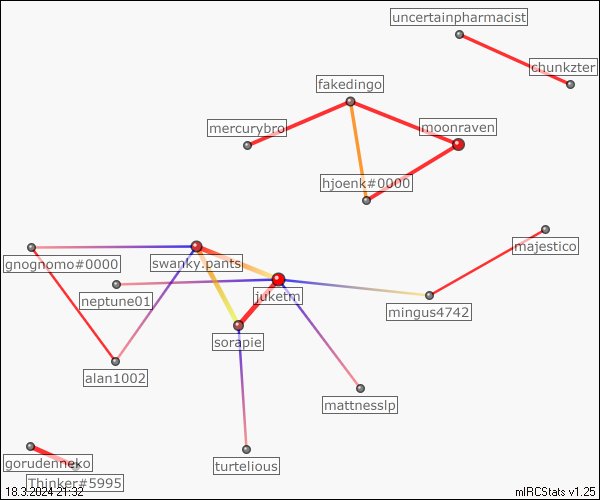 uncertainpharmacist
chunkzter
fakedingo
mercurybro
moonraven
hjoenk#0000
majestico
gnognomo#0000
swanky.pants
neptune01
juketm
mingus4742
sorapie
alan1002
mattnesslp
gorudenneko
turtelious
Thinker#5995
18.3.2024 21:32
mIRCStats v1.25